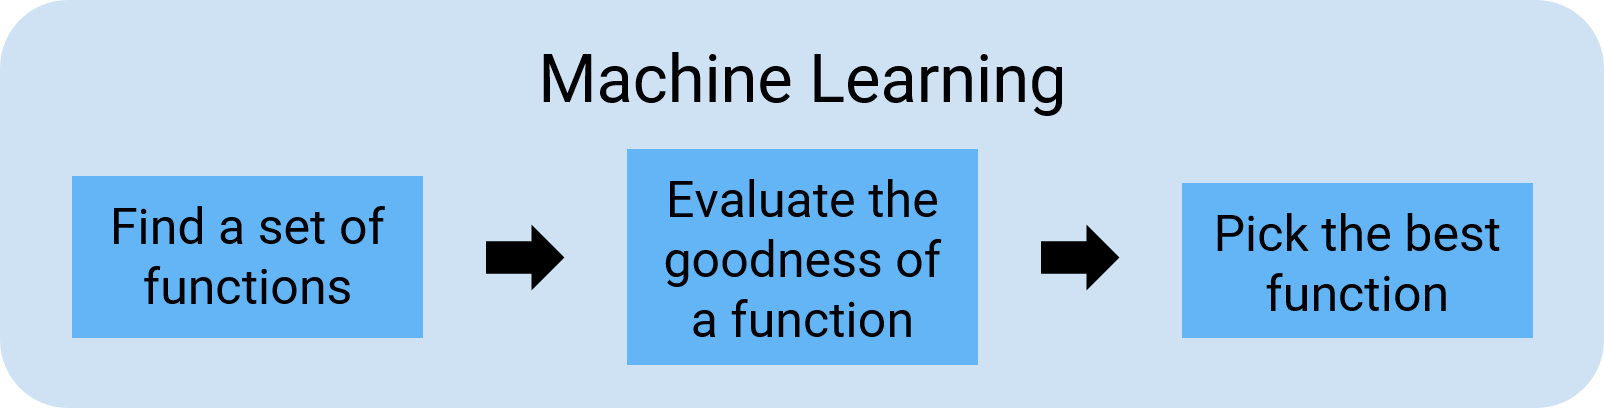 Machine Learning
Find a set of
functions
Evaluate the
goodness of
a function
Pick the best
function